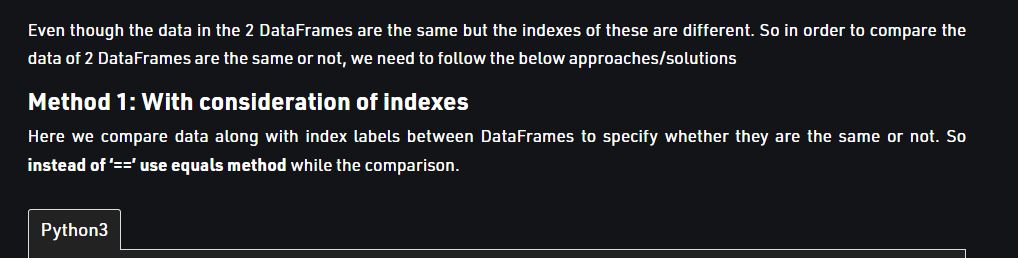 Even though the data in the 2 DataFrames are the same but the indexes of these are different. So in order to compare the
data of 2 DataFrames are the same or not, we need to follow the below approaches/solutions
Method 1: With consideration of indexes
Here we compare data along with index labels between DataFrames to specify whether they are the same or not. So
instead of ‘==’ use equals method while the comparison.
Python3